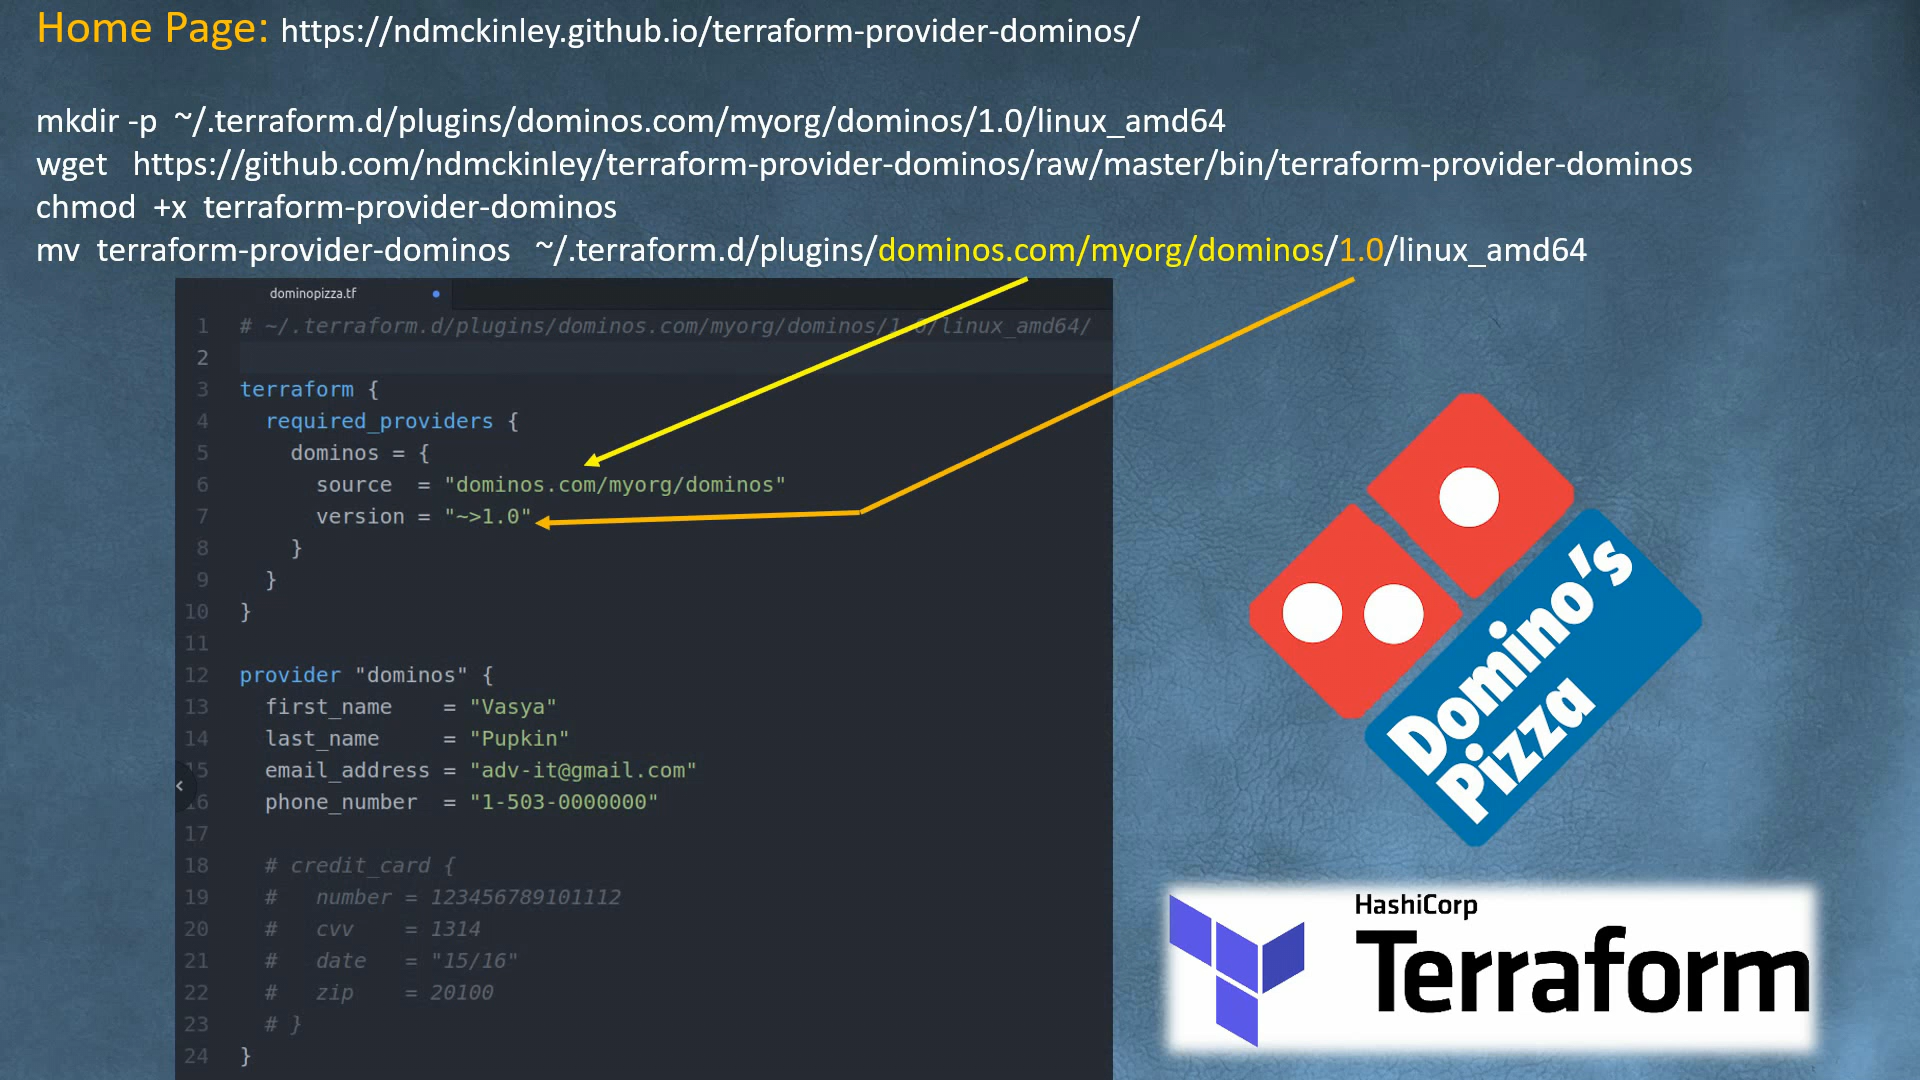 Home Page: https://ndmckinley.github.io/terraform-provider-dominos/
mkdir -p ~/.terraform.d/plugins/dominos.com/myorg/dominos/1.0/linux_amd64
wget https://github.com/ndmckinley/terraform-provider-dominos/raw/master/bin/terraform-provider-dominos
chmod +x terraform-provider-dominos
mv terraform-provider-dominos ~/.terraform.d/plugins/dominos.com/myorg/dominos/1.0/linux_amd64
dominopizza.tf
1 # ~/.terraform.d/plugins/dominos.com/myorg/dominos/1.0/linux_amd64/
2
3 terraform {
4 required_providers {
5 dominos = {
6 source = "dominos.com/myorg/dominos"
7 version = "~>1.0"
8 }
9 }
10 }
11
12 provider "dominos" {
13 first_name = "Vasya"
14 last_name = "Pupkin"
15 email_address = "adv-it@gmail.com"
16 phone_number = "1-503-0000000"
17
18 # credit_card {
19 # number = 123456789101112
20 # cvv = 1314
21 # date = "15/16"
22 # zip = 20100
23 # }
24 }
Domino's
Pizza
HashiCorp
Terraform